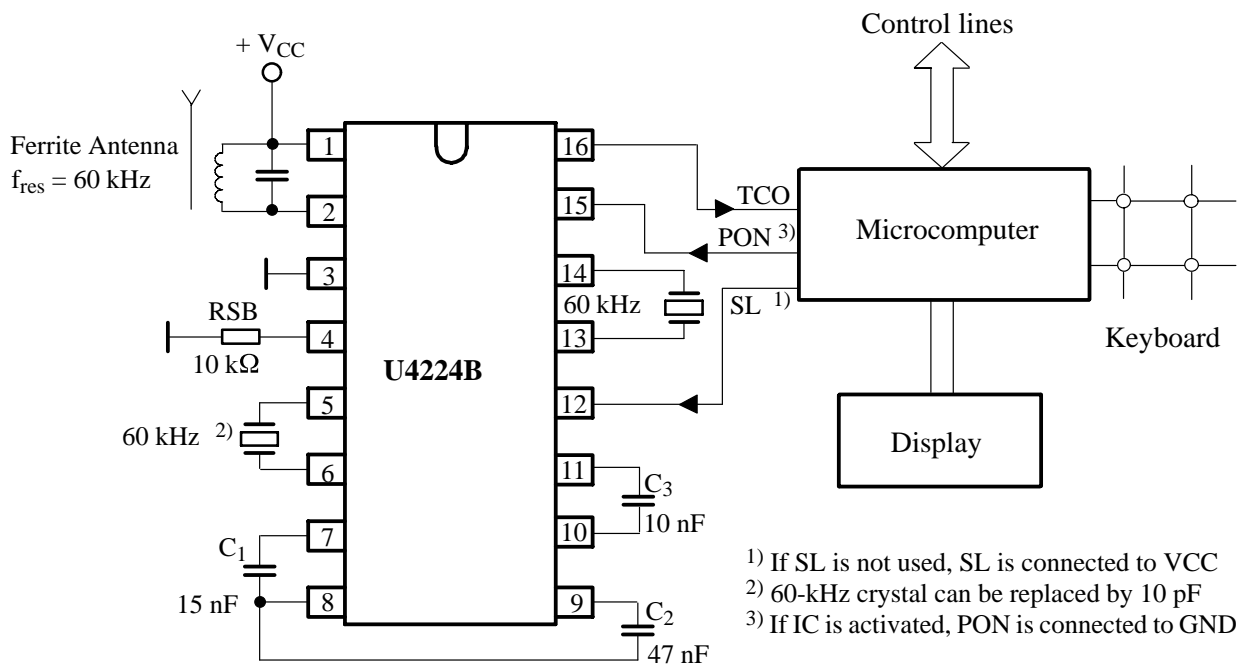 Control lines
+ VCC
Ferrite Antenna
fres = 60 kHz
1
16
2
15
TCO
PON 3)
Microcomputer
3
14
60 kHz
SL 1)
RSB
4
13
10 kΩ
Keyboard
U4224B
5
12
60 kHz 2)
Display
6
11
C3
10 nF
7
10
C1
15 nF
8
9
C2
47 nF
1) If SL is not used, SL is connected to VCC
2) 60-kHz crystal can be replaced by 10 pF
3) If IC is activated, PON is connected to GND